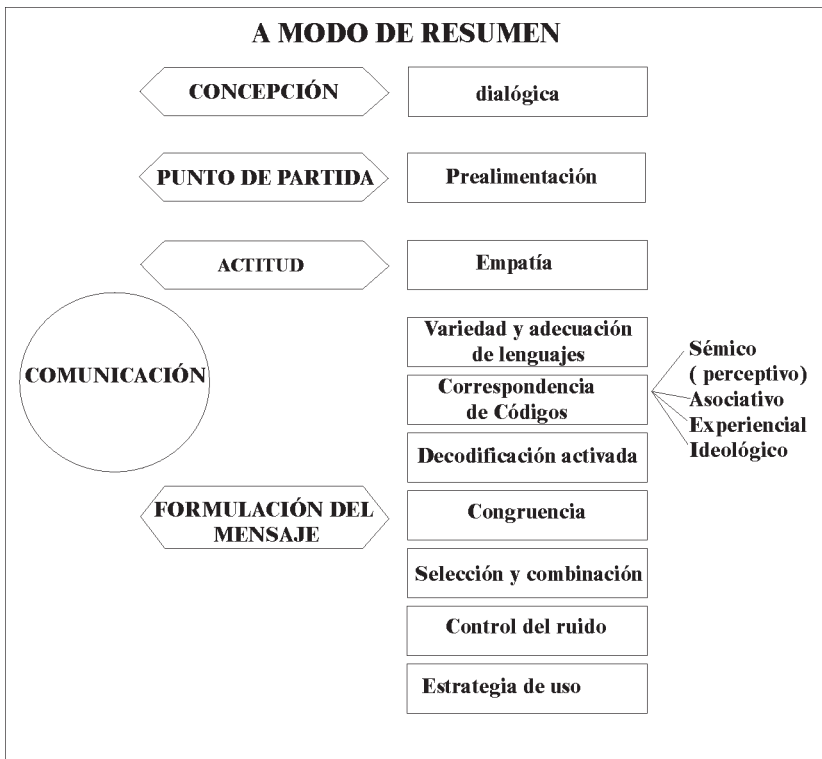 A MODO DE RESUMEN
CONCEPCIÓN
dialógica
PUNTO DE PARTIDA
Prealimentación
ACTITUD
Empatía
COMUNICACIÓN
Variedad y adecuación
de lenguajes
Correspondencia
de Códigos
Sémico
( perceptivo)
Asociativo
Experiencial
Ideológico
Decodificación activada
FORMULACIÓN DEL
MENSAJE
Congruencia
Selección y combinación
Control del ruido
Estrategia de uso